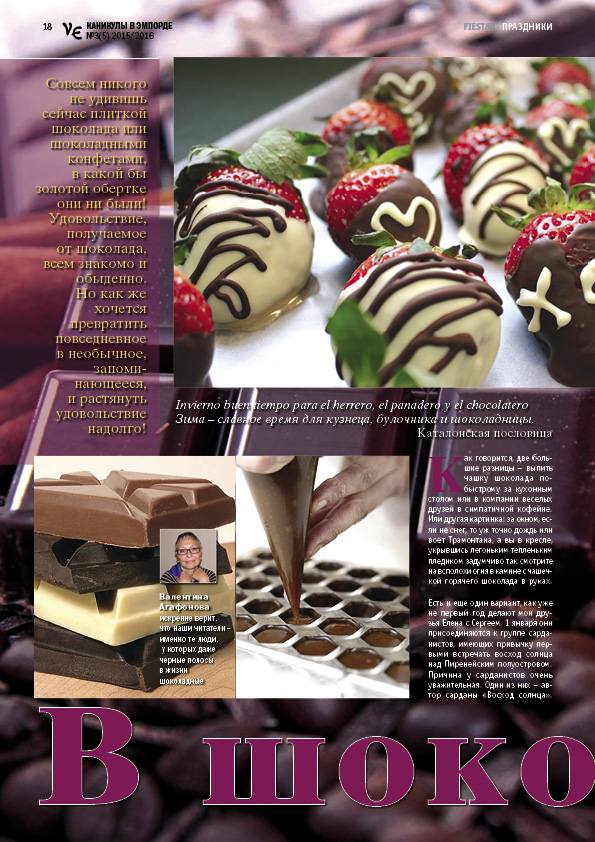 18
VE
КАНИКУЛЫ В ЭМПОРДЕ
№3(5) 2015/2016
FIESTAS ПРАЗДНИКИ
Совсем никого
не удивишь
сейчас плиткой
шоколада или
шоколадными
конфетами,
в какой бы
золотой обертке
они ни были!
Удовольствие,
получаемое
от шоколада,
всем знакомо и
обыденно.
Но как же
хочется
превратить
повседневное
в необычное,
запоми-
нающееся,
и растянуть
удовольствие
надолго!
Invierno buen tiempo para el herrero, el panadero y el chocolatero
Зима – славное время для кузнеца, булочника и шоколадницы.
Каталонская пословица
Валентина
Агафонова
искренне верит,
что наши читатели –
именно те люди,
у которых даже
черные полосы
в жизни
шоколадные
Как говорится, две боль-
шие разницы – выпить
чашку шоколада по-
быстрому за кухонным
столом или в компании веселых
друзей в симпатичной кофейне.
Или другая картинка: за окном, ес-
ли не снег, то уж точно дождь или
воет Трамонтана, а вы в кресле,
укрывшись легоньким тепленьким
пледиком задумчиво так смотрите
на всполохи огня в камине с чашеч-
кой горячего шоколада в руках.
Есть и еще один вариант, как уже
не первый год делают мои дру-
зья Елена с Сергеем. 1 января они
присоединяются к группе сарда-
нистов, имеющих привычку пер-
выми встречать восход солнца
над Пиренейским полуостровом.
Причина у сарданистов очень
уважительная. Один из них – ав-
тор сарданы «Восход солнца».
В шоко